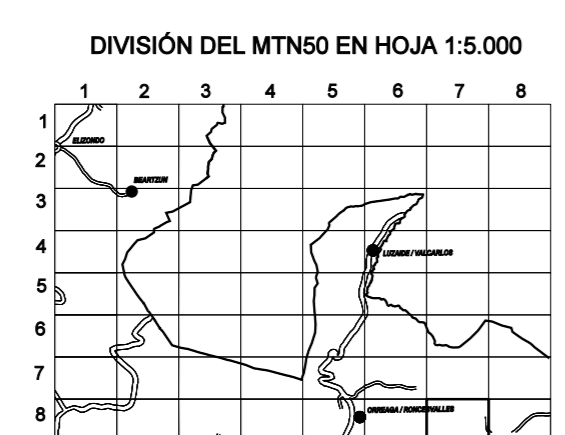 DIVISIÓN DEL MTN50 EN HOJA 1:5.000
1 2 3 4 5 6 7 8
1
ELIZONDO
2
BEARTZUN
3
4
LUZAIDE / VALCARLOS
5
6
7
ORREAGA / RONCESVALLES
8